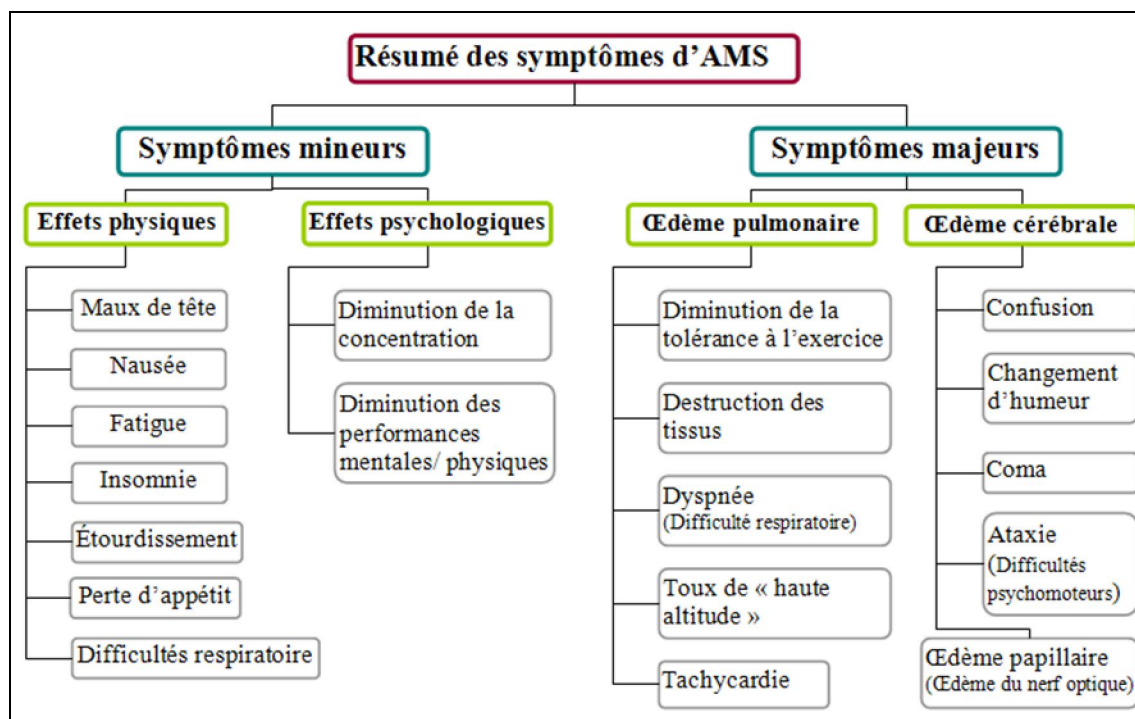 Résumé des symptômes d’AMS
Symptômes mineurs
Symptômes majeurs
Effets physiques
Maux de tête
Nausée
Fatigue
Insomnie
Étourdissement
Perte d’appétit
Difficultés respiratoire
Effets psychologiques
Diminution de la
concentration
Diminution des
performances
mentales/ physiques
Œdème pulmonaire
Diminution de la
tolérance à l’exercice
Destruction des
tissus
Dyspnée
(Difficulté respiratoire)
Toux de « haute
altitude »
Tachycardie
Œdème cérébrale
Confusion
Changement
d’humeur
Coma
Ataxie
(Difficultés
psychomoteurs)
Œdème papillaire
(Œdème du nerf optique)